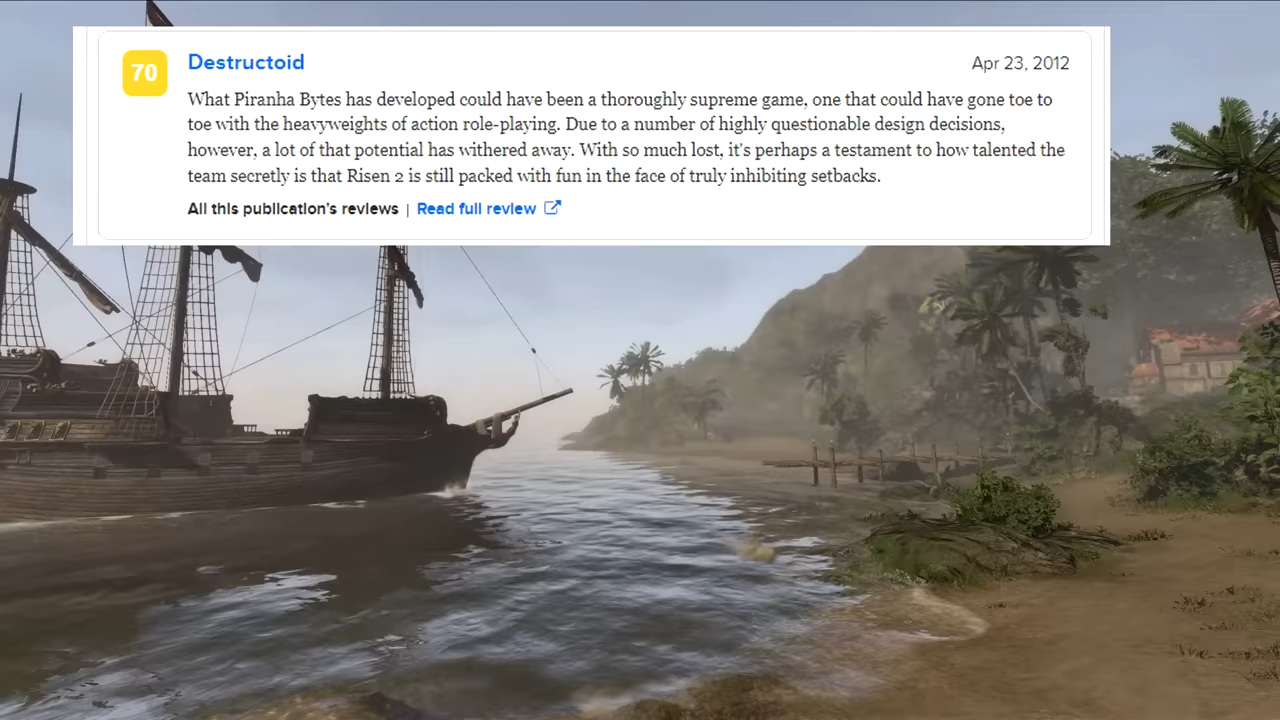 70
Destructoid
Apr 23, 2012
What Piranha Bytes has developed could have been a thoroughly supreme game, one that could have gone toe to
toe with the heavyweights of action role-playing. Due to a number of highly questionable design decisions,
however, a lot of that potential has withered away. With so much lost, it's perhaps a testament to how talented the
team secretly is that Risen 2 is still packed with fun in the face of truly inhibiting setbacks.
All this publication's reviews | Read full review